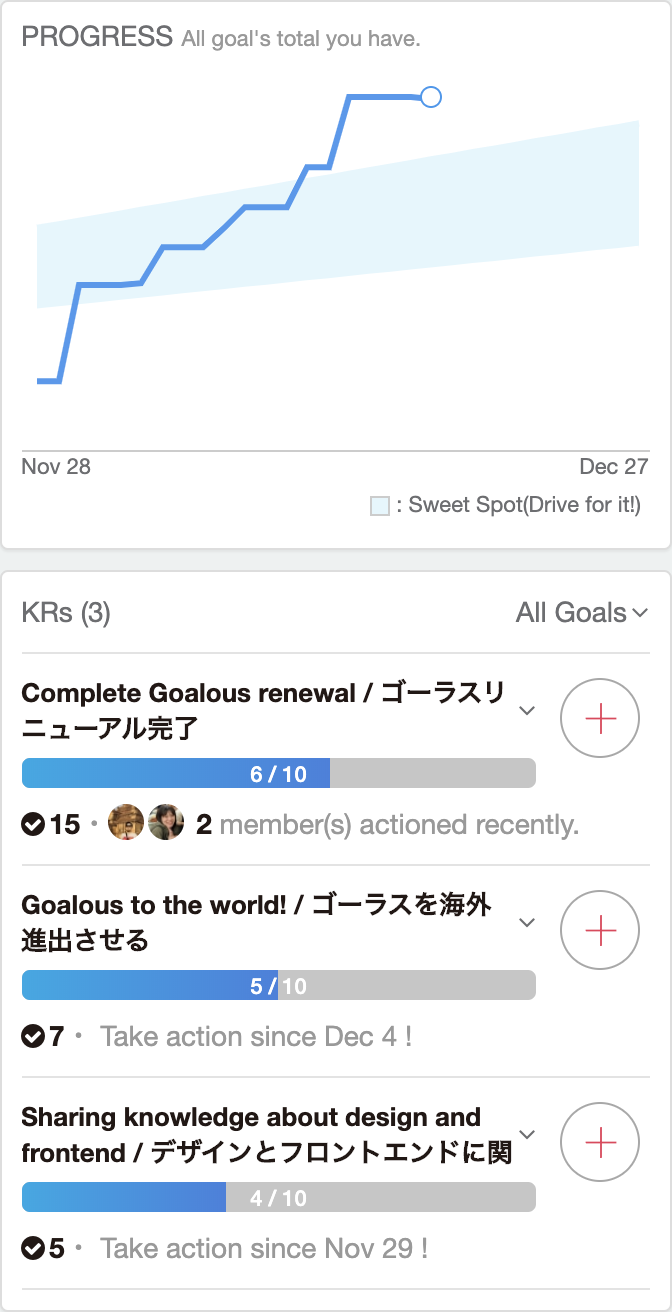 PROGRESS All goal's total you have.
Nov 28 Dec 27
: Sweet Spot(Drive for it!)
KRs (3) All Goals
Complete Goalous renewal / ゴーラスリ
ニューアル完了
6 / 10
15 · 2 member(s) actioned recently.
Goalous to the world! / ゴーラスを海外
進出させる
5 / 10
7 · Take action since Dec 4 !
Sharing knowledge about design and
frontend / デザインとフロントエンドに関
4 / 10
5 · Take action since Nov 29 !